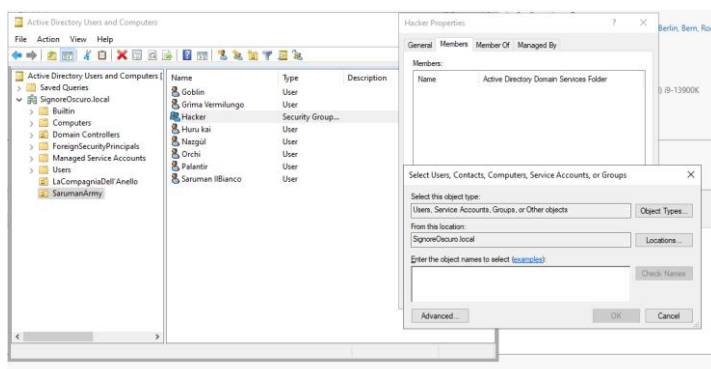 Active Directory Users and Computers
File Action View Help
Active Directory Users and Computers [
Saved Queries
SignoreOscuro.local
Builtin
Computers
Domain Controllers
ForeignSecurityPrincipals
Managed Service Accounts
Users
LaCompagniaDell'Anello
SarumanArmy
Name Type Description
Goblin User
Grima Vermilungo User
Hacker Security Group...
Huru kai User
Nazgùl User
Orchi User
Palantir User
Saruman IlBianco User
Hacker Properties
General Members Member Of Managed By
Members:
Name Active Directory Domain Services Folder
Select Users, Contacts, Computers, Service Accounts, or Groups
Select this object type:
Users, Service Accounts, Groups, or Other objects Object Types...
From this location:
SignoreOscuro.local Locations...
Enter the object names to select (examples):
Check Names
Advanced... OK Cancel
Berlin, Bern, Ro
) i9-13900K